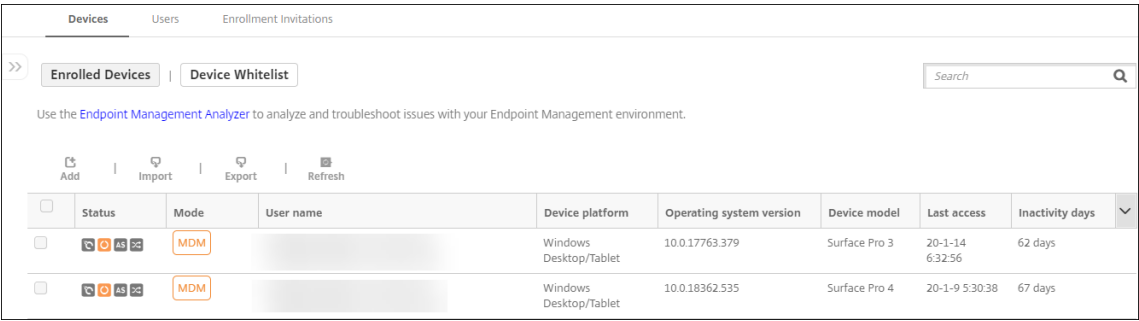 Devices Users Enrollment Invitations
Enrolled Devices | Device Whitelist Search
Use the Endpoint Management Analyzer to analyze and troubleshoot issues with your Endpoint Management environment.
Add | Import | Export | Refresh
Status Mode User name Device platform Operating system version Device model Last access Inactivity days
AS MDM Windows Desktop/Tablet 10.0.17763.379 Surface Pro 3 20-1-14 6:32:56 62 days
AS MDM Windows Desktop/Tablet 10.0.18362.535 Surface Pro 4 20-1-9 5:30:38 67 days